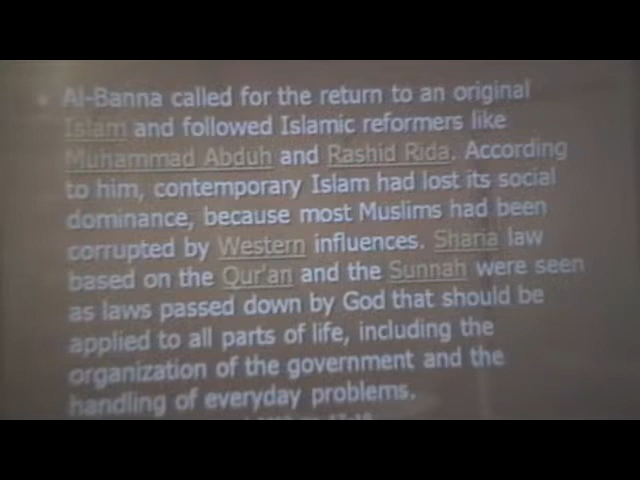 Al-Banna called for the return to an original
Islam and followed Islamic reformers like
Muhammad Abduh and Rashid Rida. According
to him, contemporary Islam had lost its social
dominance, because most Muslims had been
corrupted by Western influences. Sharia law
based on the Qur'an and the Sunnah were seen
as laws passed down by God that should be
applied to all parts of life, including the
organization of the government and the
handling of everyday problems.